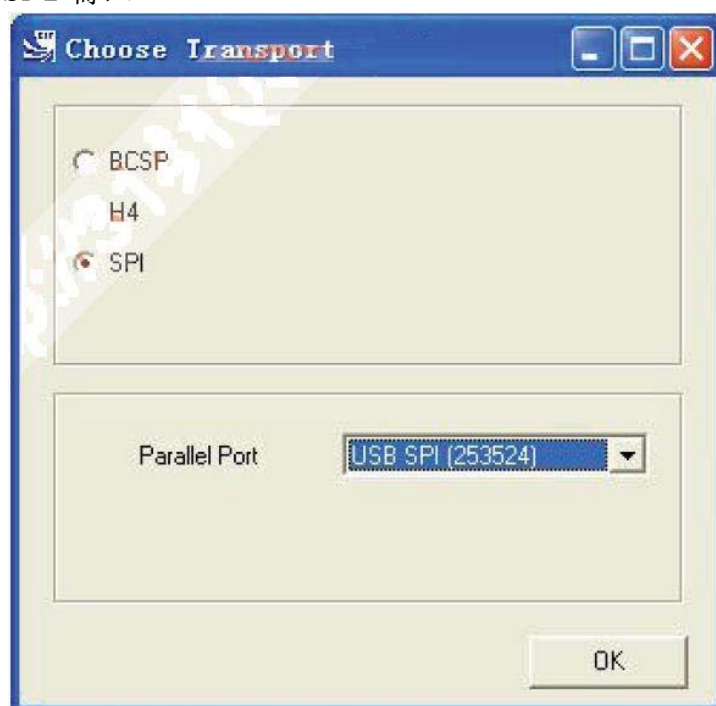 Choose Transport
BCSP
H4
SPI
Parallel Port
USB SPI (253524)
OK